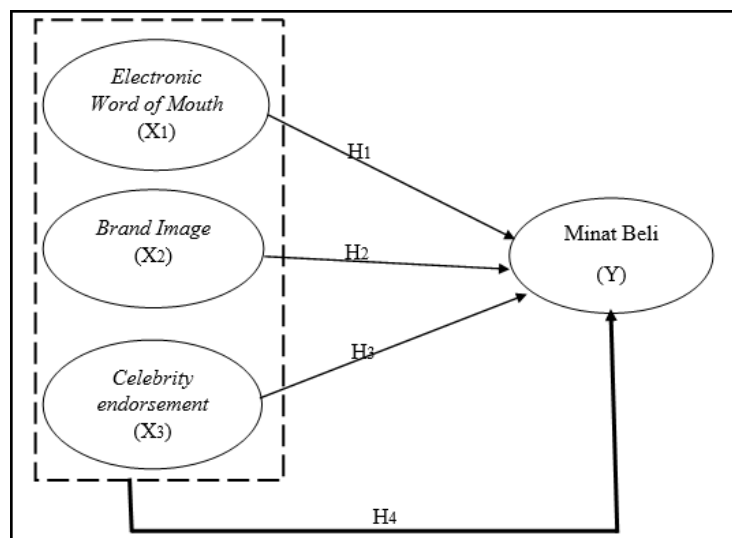 Electronic
Word of Mouth
(X1)
H1
Brand Image
(X2)
H2
Minat Beli
(Y)
Celebrity
endorsement
(X3)
H3
H4